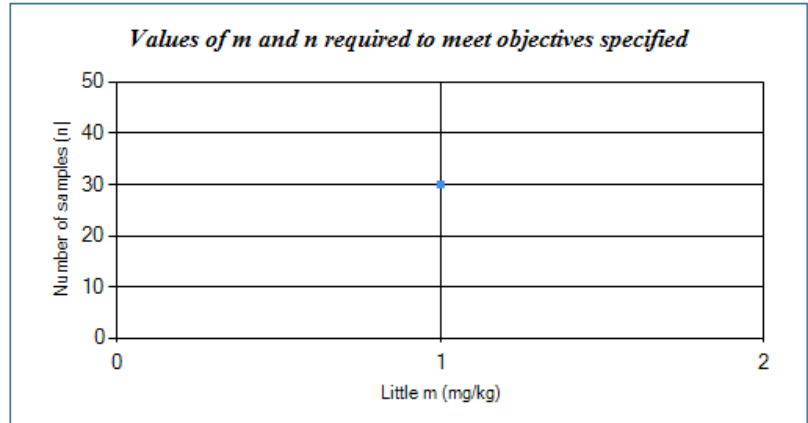 Values of m and n required to meet objectives specified
50
40
30
20
10
0
Number of samples (n|
0 1 2
Little m (mg/kg)